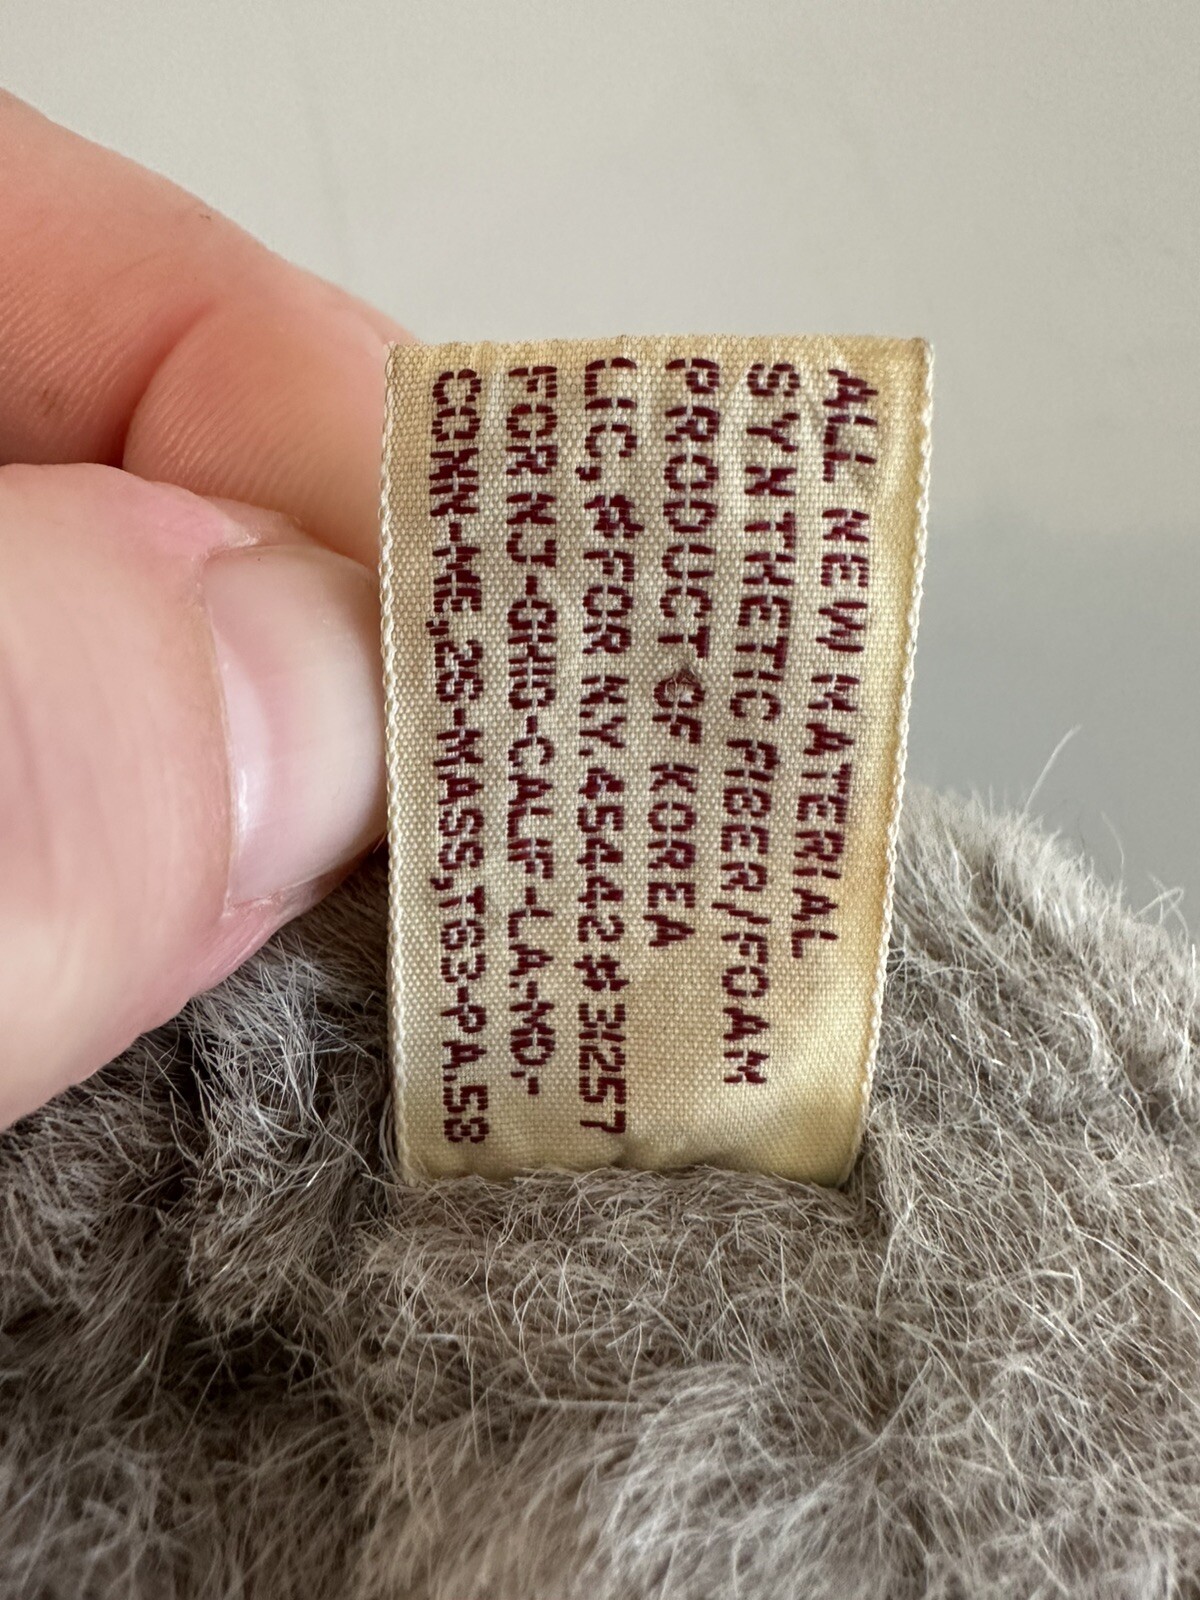 ALL NEW MATERIAL
SYNTHETIC FIBER/FOAM
PRODUCT OF KOREA
LIC, #FOR N.Y. 45442 # 3K257
FOR NJ-OHIO-CALIF-LA.-MD,-
CONN-ME,,26-MASS,T63-PA.53